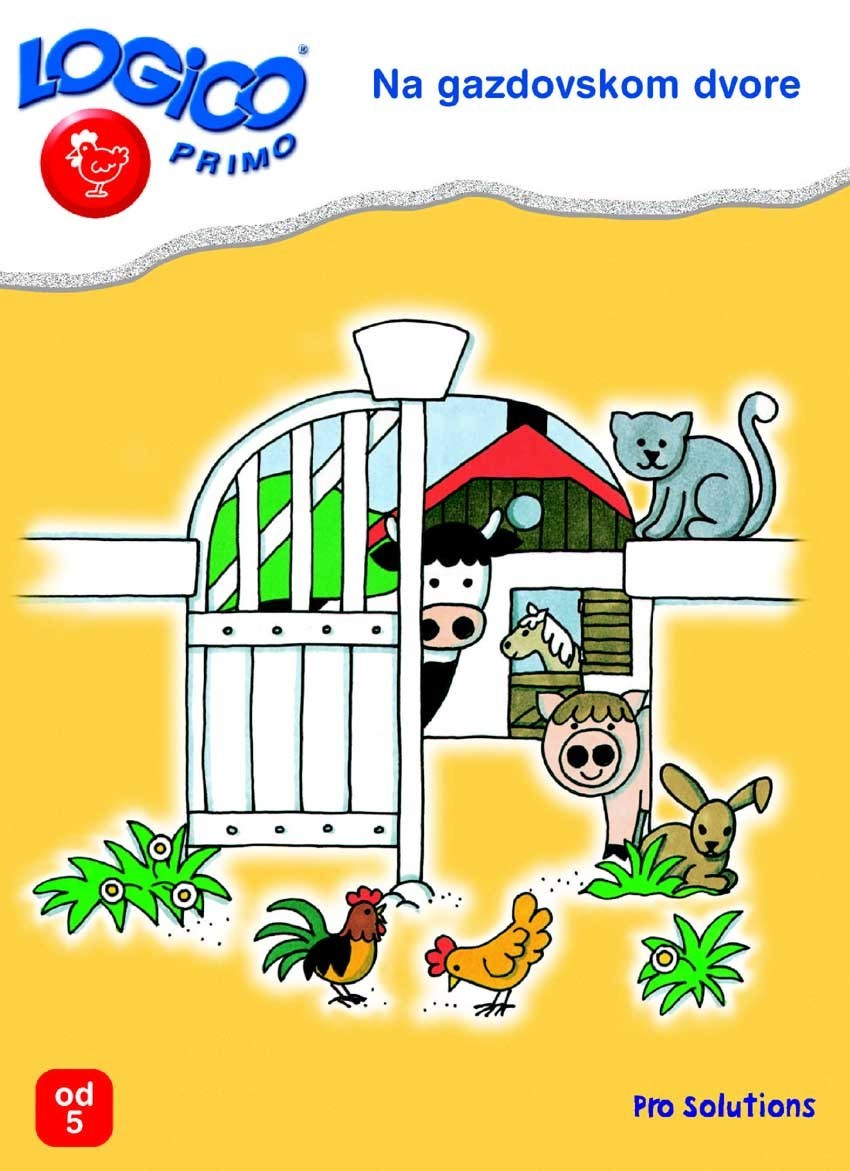 LOGiCO®
PRIMO
Na gazdovskom dvore
od
5
Pro Solutions